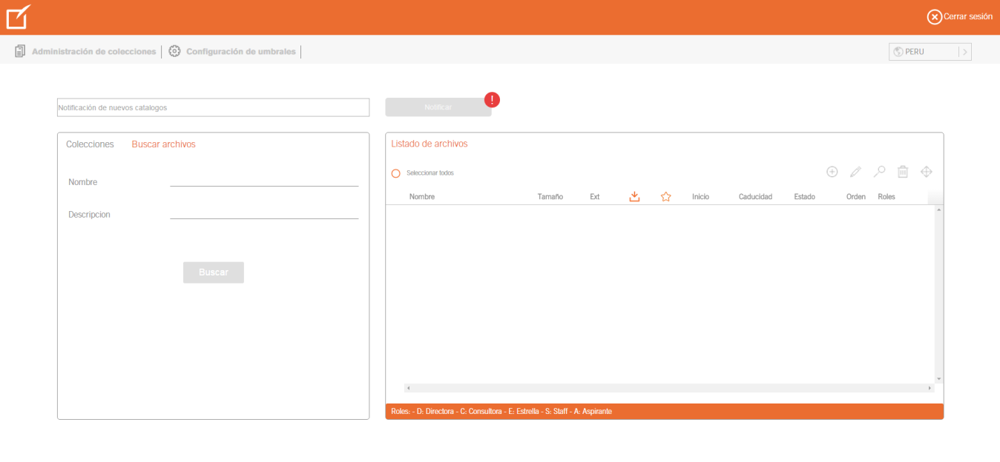 Cerrar sesión
Administración de colecciones
Configuración de umbrales
PERU
Notificación de nuevos catalogos
Notificar
!
Colecciones Buscar archivos
Nombre
Descripcion
Buscar
Listado de archivos
Seleccionar todos
Nombre Tamaño Ext Inicio Caducidad Estado Orden Roles
Roles: - D: Directora - C: Consultora - E: Estrella - S: Staff - A: Aspirante